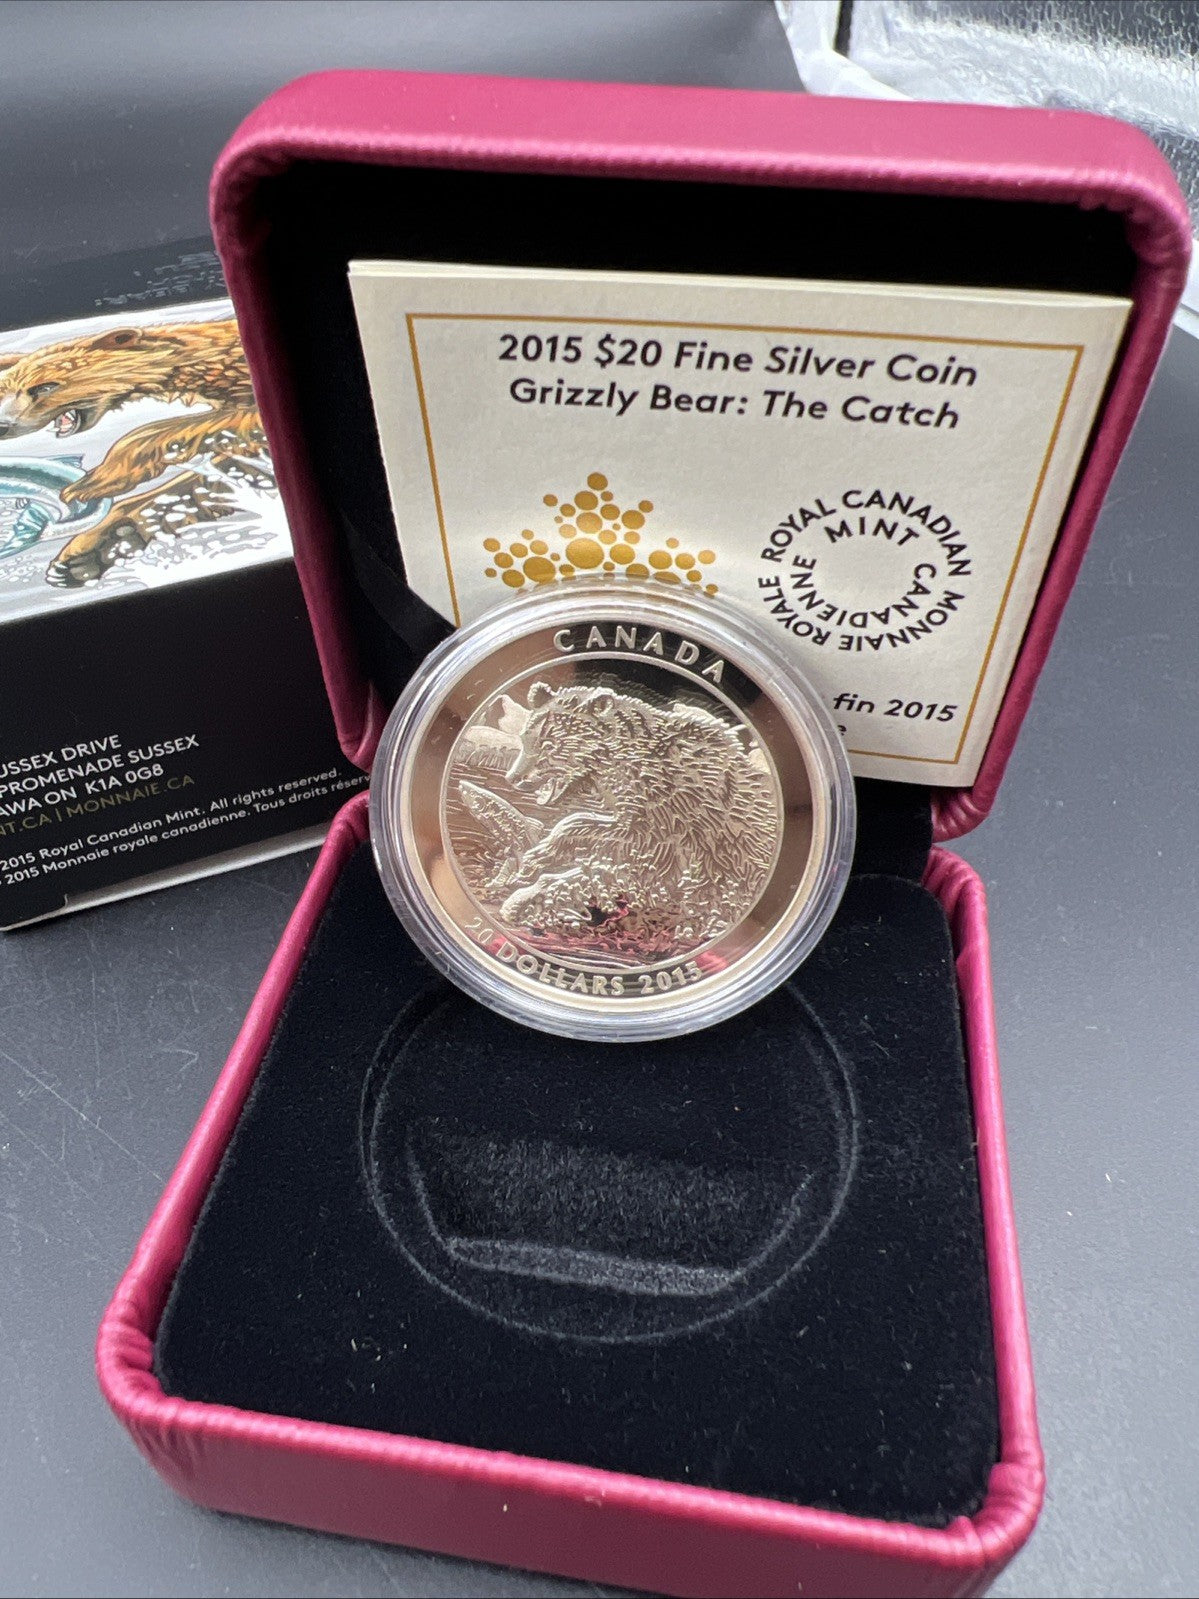 2015 $20 Fine Silver Coin
Grizzly Bear: The Catch
ROYAL CANADIAN MINT
MONNAIE ROYALE CANADIENNE
fin 2015
CANADA
20 DOLLARS 2015
USSEX DRIVE
PROMENADE SUSSEX
AWA ON K1A 0G8
NT.CA | MONNAIE.CA
2015 Royal Canadian Mint. All rights reserved.
2015 Monnaie royale canadienne. Tous droits réserv